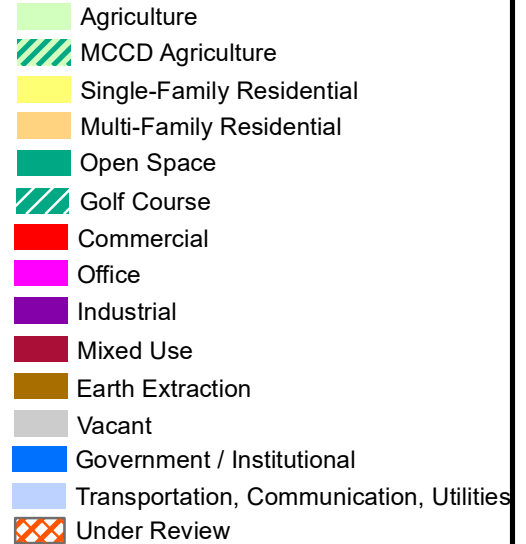 Agriculture
MCCD Agriculture
Single-Family Residential
Multi-Family Residential
Open Space
Golf Course
Commercial
Office
Industrial
Mixed Use
Earth Extraction
Vacant
Government / Institutional
Transportation, Communication, Utilities
Under Review